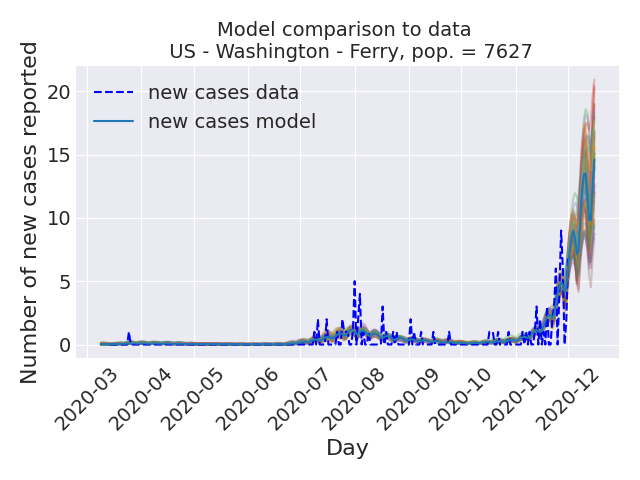 Model comparison to data
US - Washington - Ferry, pop. = 7627
Number of new cases reported
20
15
10
5
0
new cases data
new cases model
2020-03
2020-04
2020-05
2020-06
2020-07
2020-08
2020-09
2020-10
2020-11
2020-12
Day